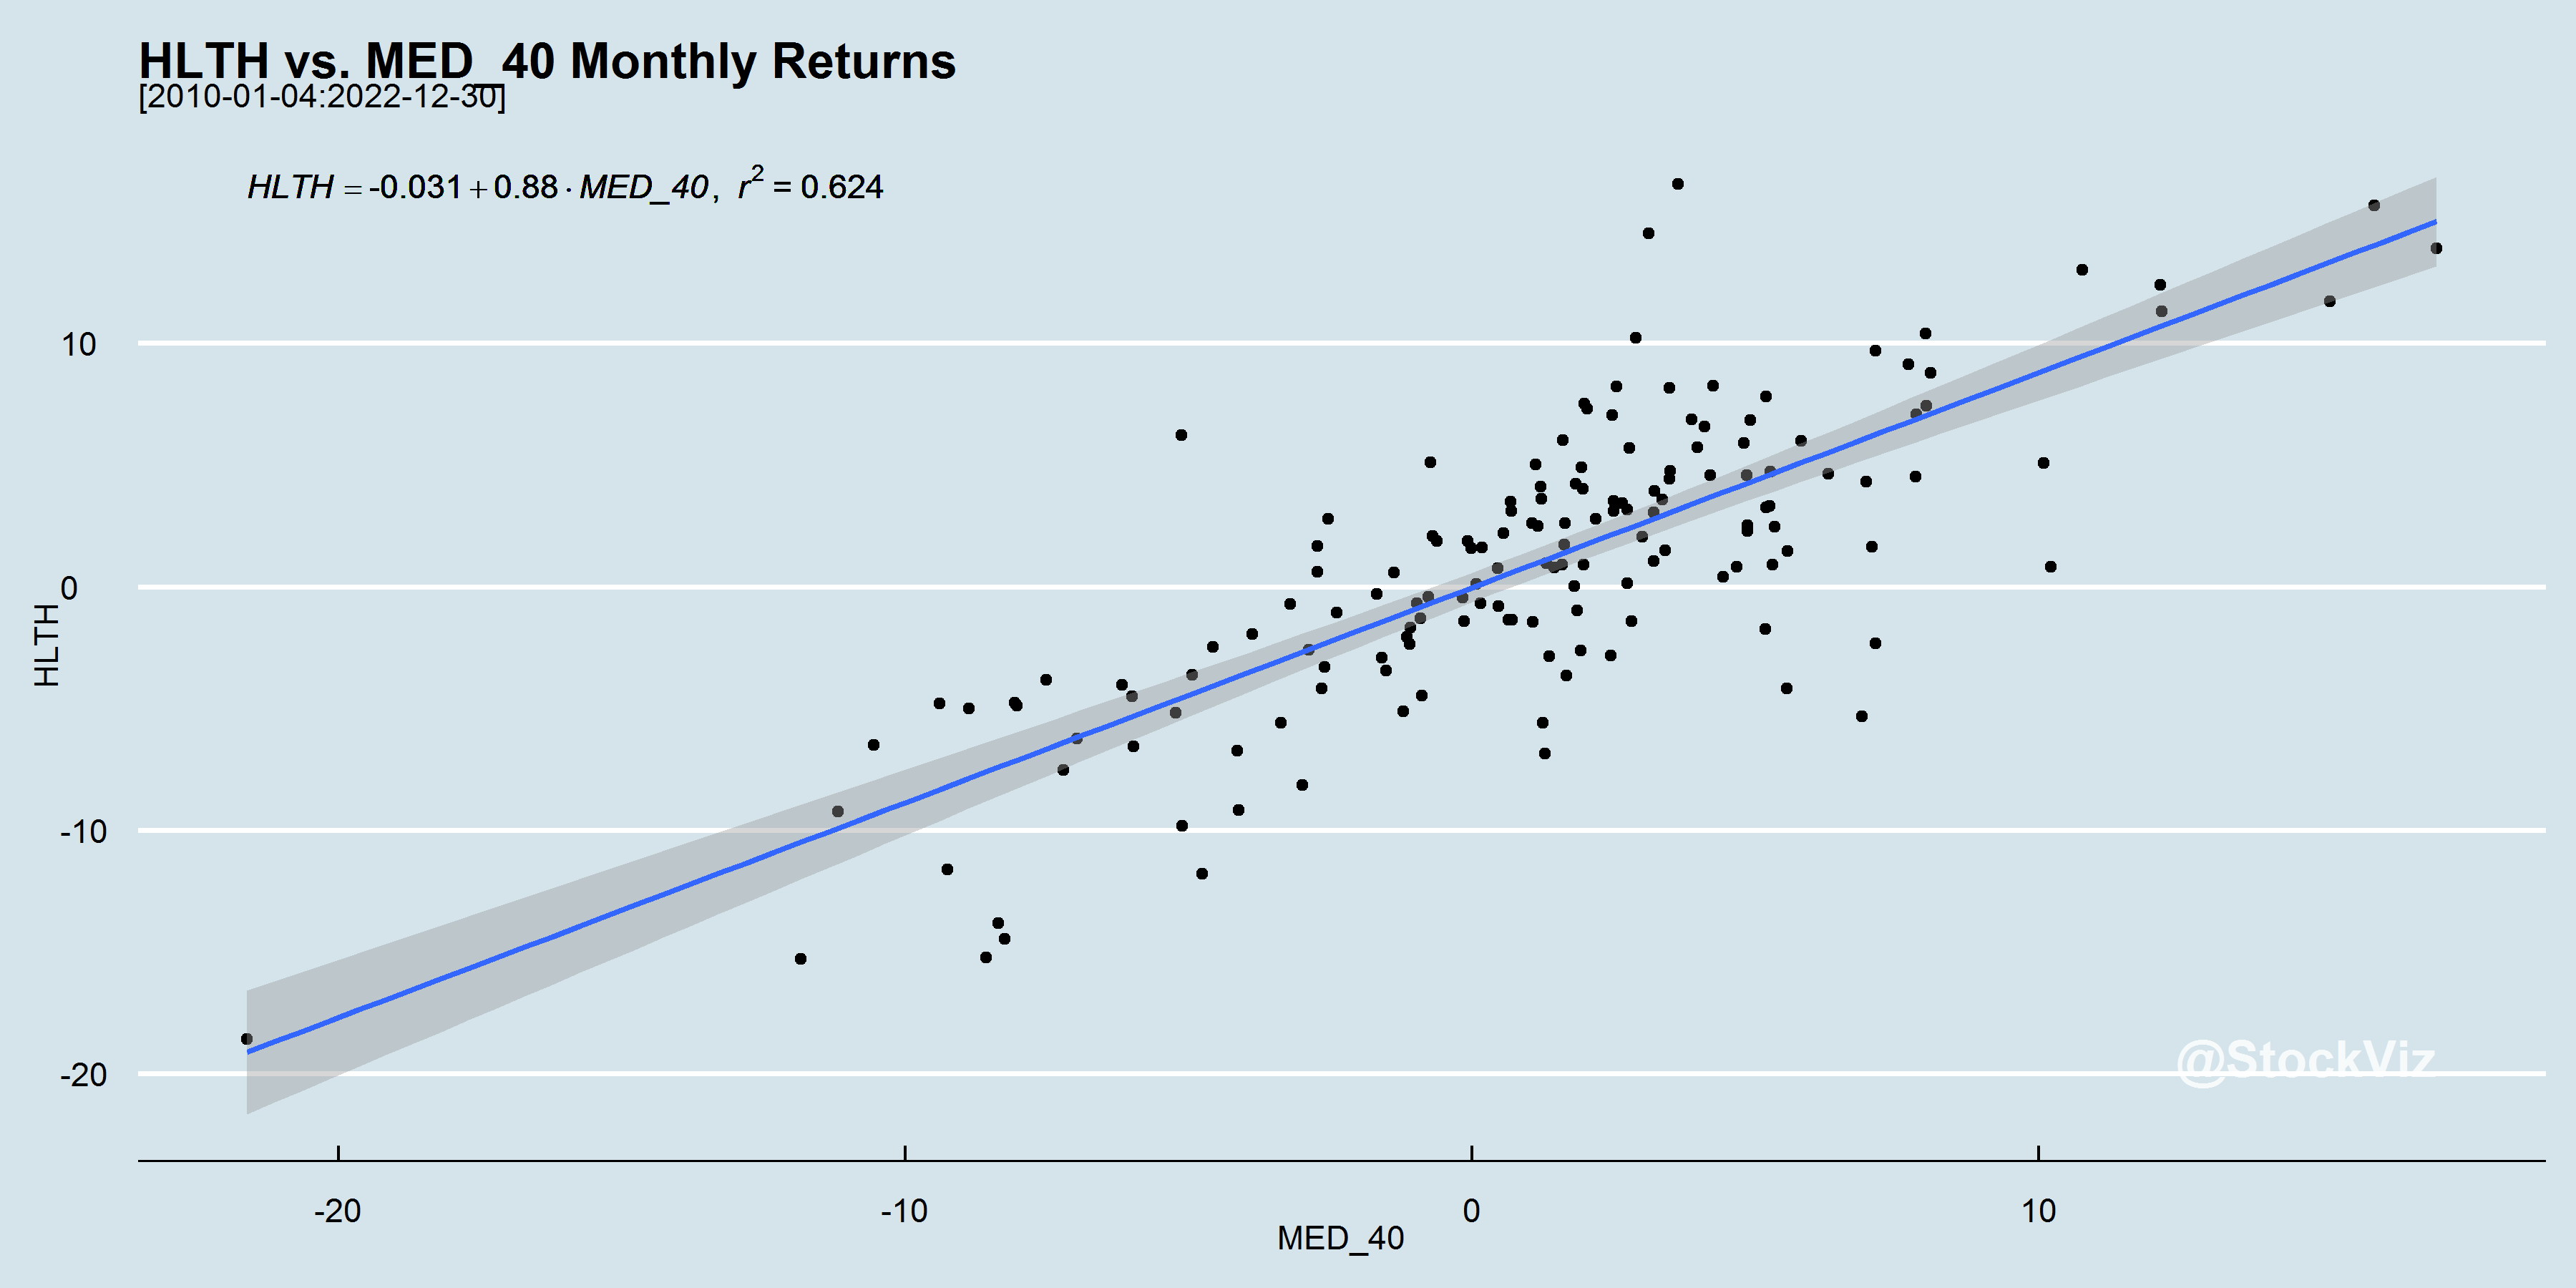 HLTH vs. MED_40 Monthly Returns
[2010-01-04:2022-12-30]
HLTH = -0.031 + 0.88 · MED_40, r² = 0.624
10
0
-10
-20
HLTH
@StockViz
-20 -10 0 10
MED_40